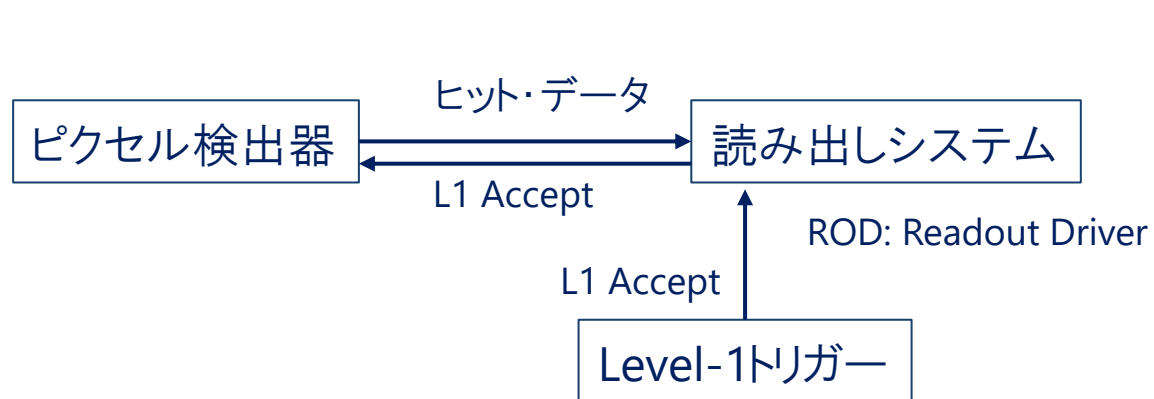 ヒット・データ
ピクセル検出器
読み出しシステム
L1 Accept
ROD: Readout Driver
L1 Accept
Level-1トリガー